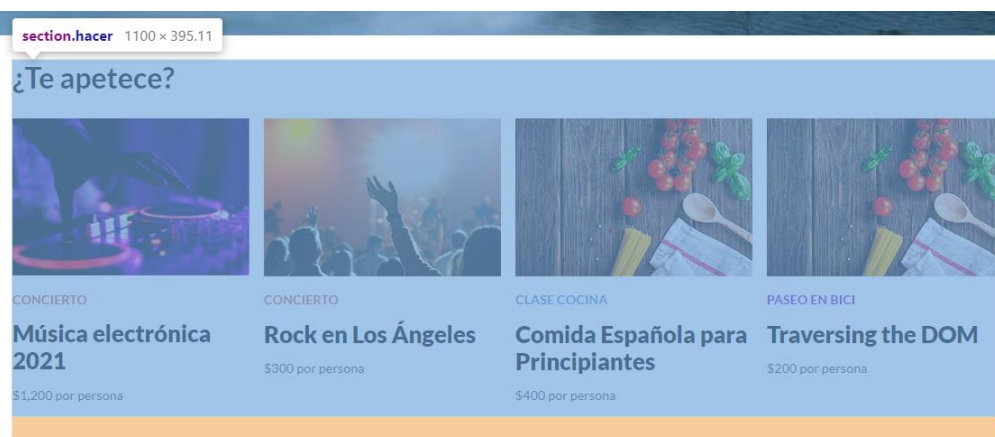 section.hacer 1100 × 395.11
¿Te apetece?
CONCIERTO
Música electrónica
2021
$1,200 por persona
CONCIERTO
Rock en Los Ángeles
$300 por persona
CLASE COCINA
Comida Española para
Principiantes
$400 por persona
PASEO EN BICI
Traversing the DOM
$200 por persona